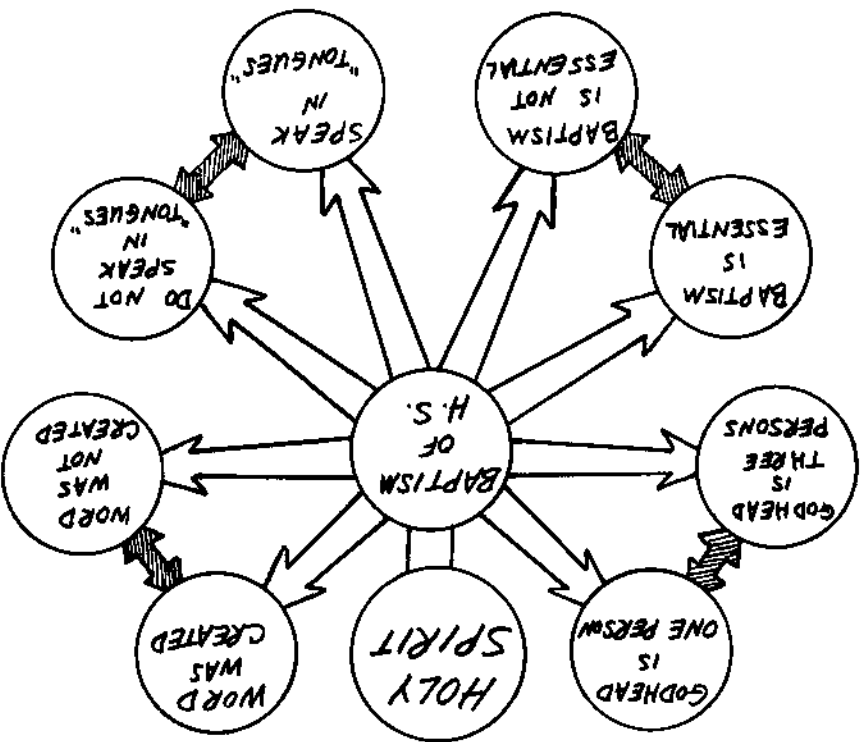 HOLY
SPIRIT
GODHEAD
IS
ONE PERSON
WORD
WAS
CREATED
GODHEAD
IS
THREE
PERSONS
BAPTISM
OF
H.S.
WORD
WAS
NOT
CREATED
BAPTISM
IS
ESSENTIAL
DO NOT
SPEAK
IN
"TONGUES"
BAPTISM
IS NOT
ESSENTIAL
SPEAK
IN
"TONGUES"